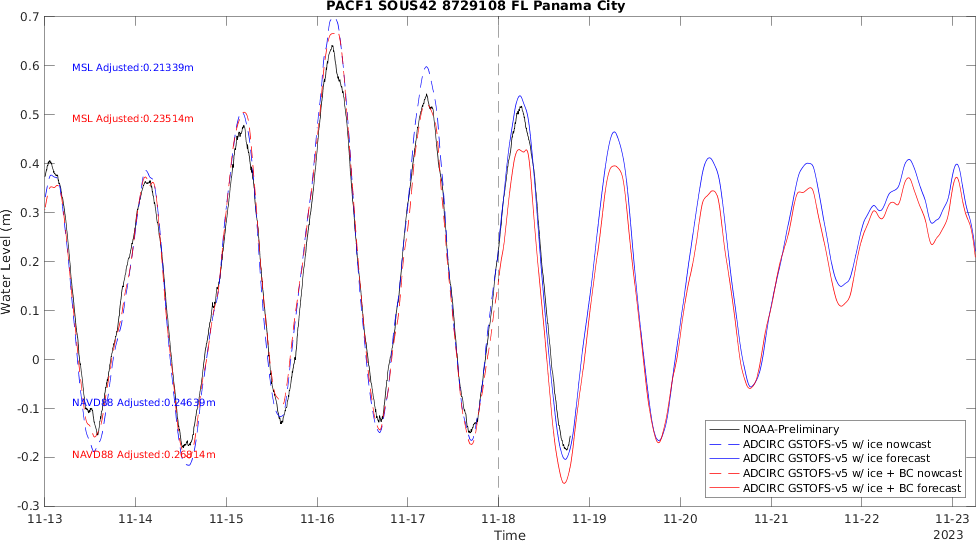 PACF1 SOUS42 8729108 FL Panama City
0.7
0.6
0.5
0.4
0.3
0.2
0.1
0
-0.1
-0.2
-0.3
Water Level (m)
MSL Adjusted:0.21339m
MSL Adjusted:0.23514m
NAVD88 Adjusted:0.24639m
NAVD88 Adjusted:0.26814m
NOAA-Preliminary
ADCIRC GSTOFS-v5 w/ ice nowcast
ADCIRC GSTOFS-v5 w/ ice forecast
ADCIRC GSTOFS-v5 w/ ice + BC nowcast
ADCIRC GSTOFS-v5 w/ ice + BC forecast
11-13 11-14 11-15 11-16 11-17 11-18 11-19 11-20 11-21 11-22 11-23
Time 2023